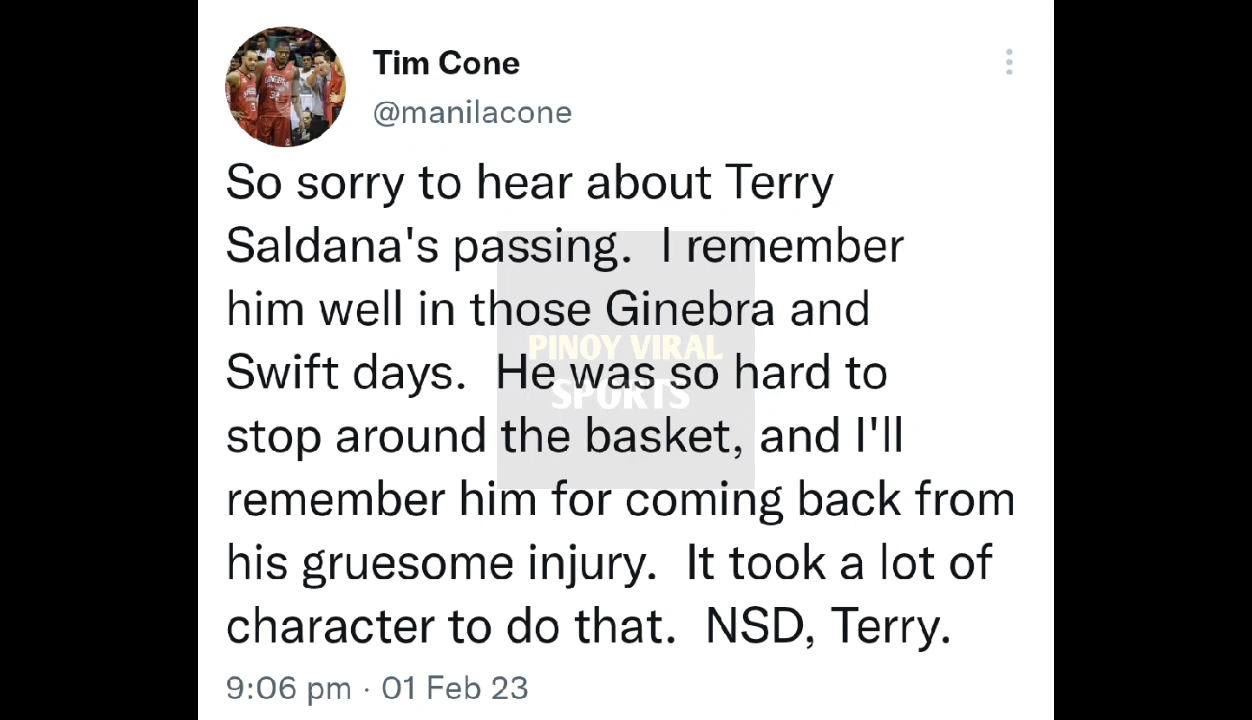 Tim Cone
@manilacone
So sorry to hear about Terry
Saldana's passing.  I remember
him well in those Ginebra and
Swift days.  He was so hard to
stop around the basket, and I'll
remember him for coming back from
his gruesome injury.  It took a lot of
character to do that.  NSD, Terry.
9:06 pm · 01 Feb 23
PINOY VIRAL
SPORTS